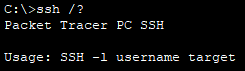 C:\>ssh /?
Packet Tracer PC SSH
Usage: SSH -l username target